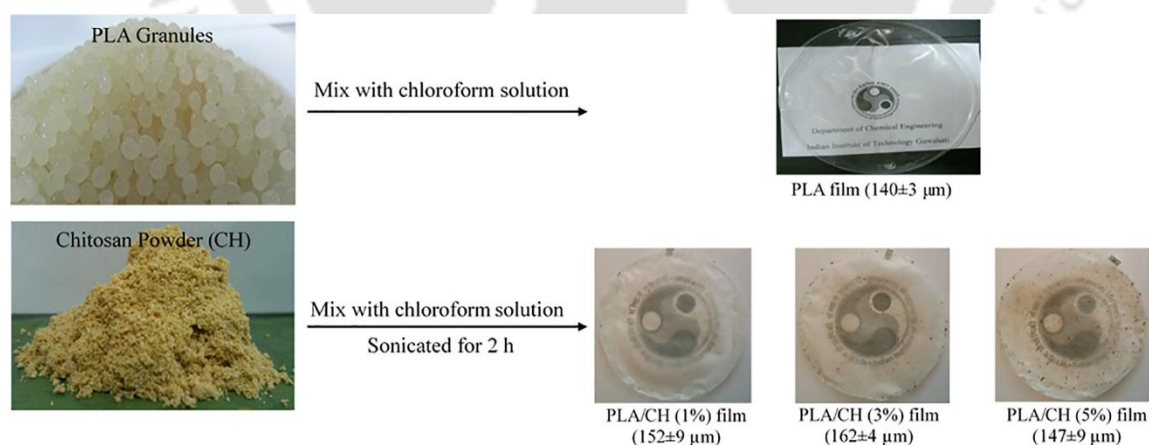 PLA Granules
Mix with chloroform solution
Department of Chemical Engineering
Indian Institute of Technology Guwahati
PLA film (140±3 μm)
Chitosan Powder (CH)
Mix with chloroform solution
Sonicated for 2 h
PLA/CH (1%) film
(152±9 μm)
PLA/CH (3%) film
(162±4 μm)
PLA/CH (5%) film
(147±9 μm)